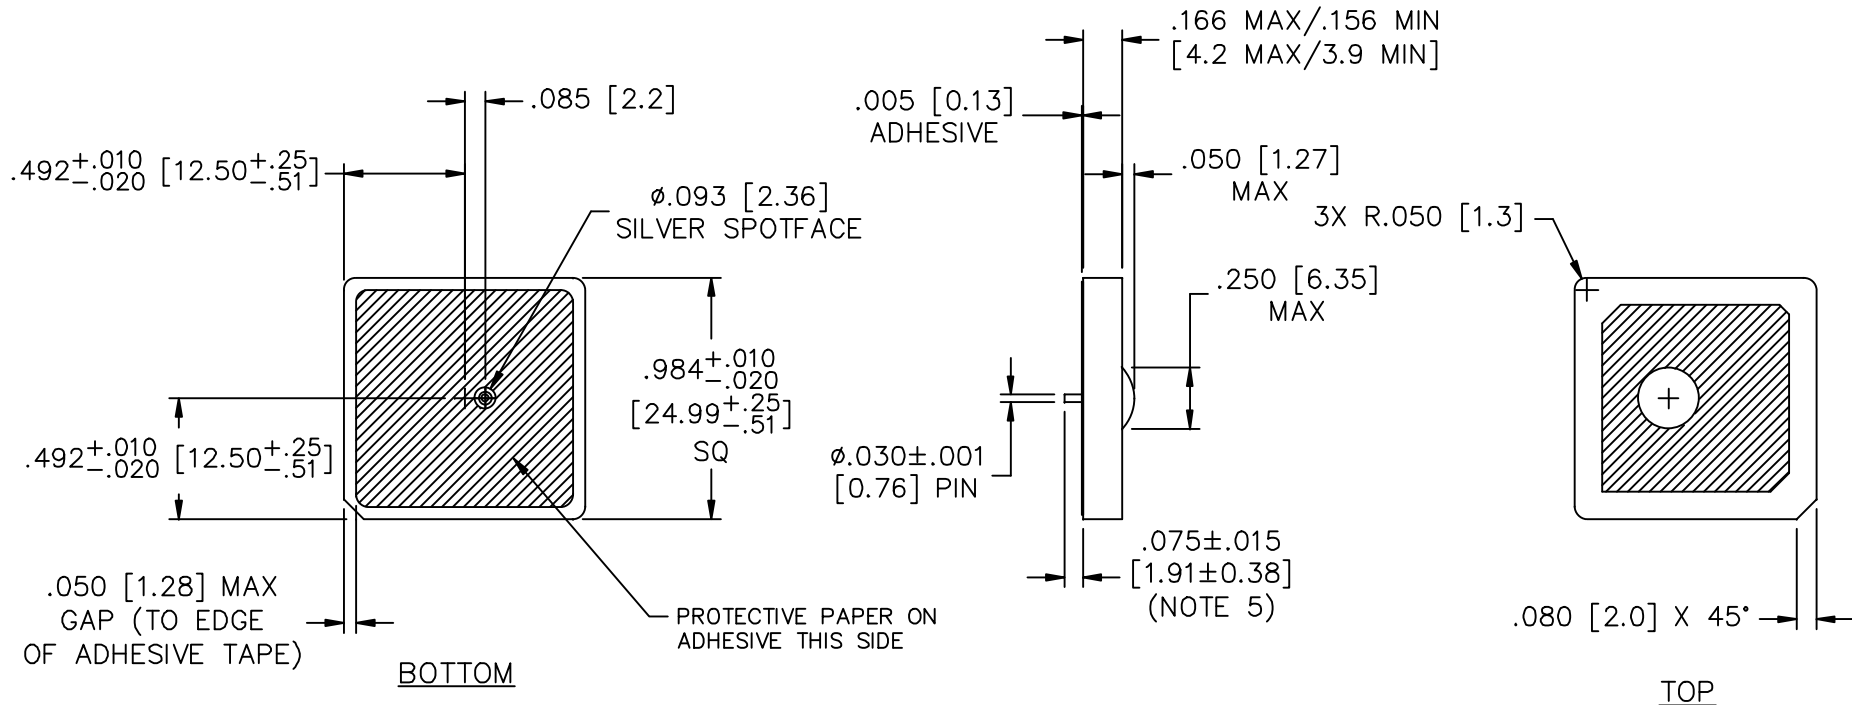 .166 MAX/.156 MIN
[4.2 MAX/3.9 MIN]
.085 [2.2]
.005 [0.13]
ADHESIVE
.492+.010 -.020 [12.50+.25 -.51]
.050 [1.27]
MAX
ø.093 [2.36]
SILVER SPOTFACE
3X R.050 [1.3]
.250 [6.35]
MAX
.984+.010 -.020
[24.99+.25 -.51]
SQ
.492+.010 -.020 [12.50+.25 -.51]
ø.030±.001
[0.76] PIN
.075±.015
[1.91±0.38]
(NOTE 5)
.050 [1.28] MAX
GAP (TO EDGE
OF ADHESIVE TAPE)
PROTECTIVE PAPER ON
ADHESIVE THIS SIDE
.080 [2.0] X 45°
BOTTOM
TOP